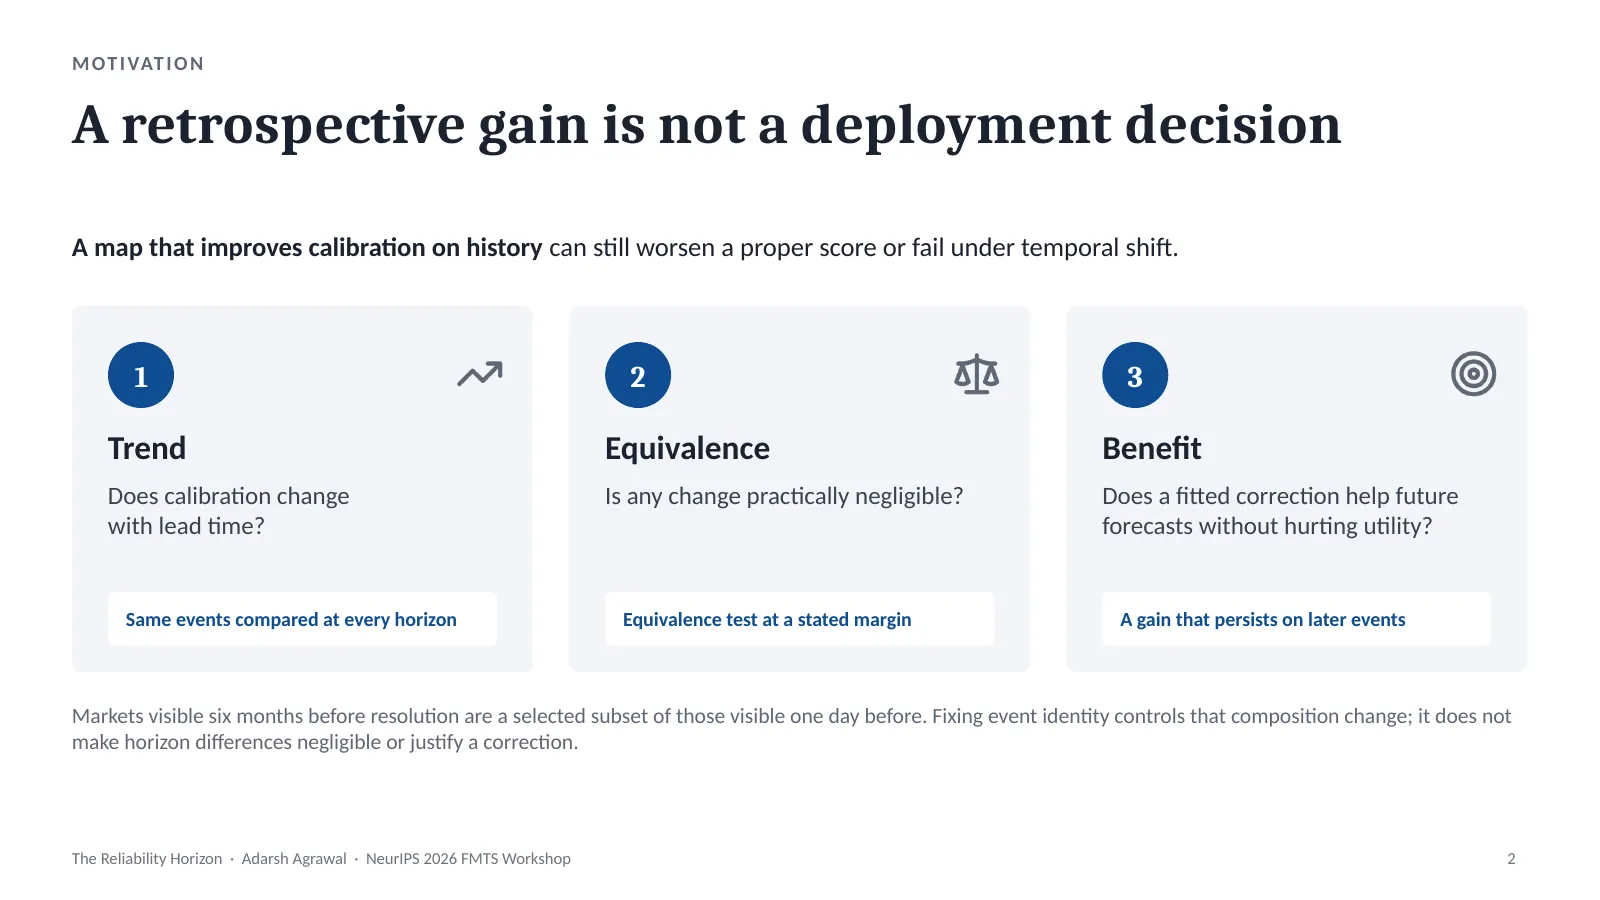 MOTIVATION
A retrospective gain is not a deployment decision
A map that improves calibration on history can still worsen a proper score or fail under temporal shift.
1
Trend
Does calibration change
with lead time?
Same events compared at every horizon
2
Equivalence
Is any change practically negligible?
Equivalence test at a stated margin
3
Benefit
Does a fitted correction help future
forecasts without hurting utility?
A gain that persists on later events
Markets visible six months before resolution are a selected subset of those visible one day before. Fixing event identity controls that composition change; it does not
make horizon differences negligible or justify a correction.
The Reliability Horizon · Adarsh Agrawal · NeurIPS 2026 FMTS Workshop
2